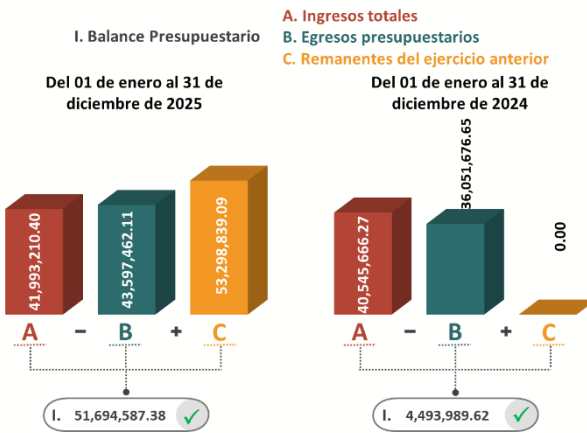 I. Balance Presupuestario
A. Ingresos totales
B. Egresos presupuestarios
C. Remanentes del ejercicio anterior
Del 01 de enero al 31 de
diciembre de 2025
41,993,210.40
43,597,462.11
53,298,839.09
A − B + C
I. 51,694,587.38 ✓
Del 01 de enero al 31 de
diciembre de 2024
40,545,666.27
36,051,676.65
0.00
A − B + C
I. 4,493,989.62 ✓